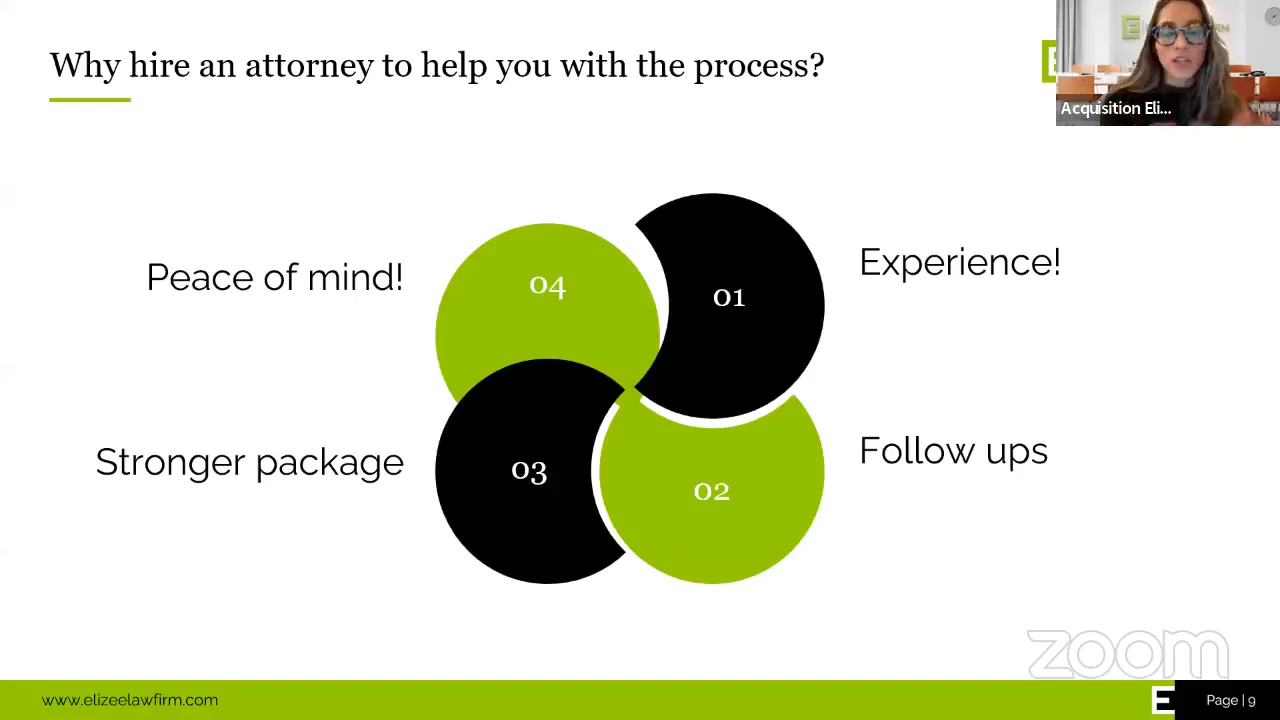 Why hire an attorney to help you with the process?
E
Acquisition Eli...
Peace of mind!
04
01
Experience!
Stronger package
03
02
Follow ups
zoom
www.elizeelawfirm.com
E
Page | 9